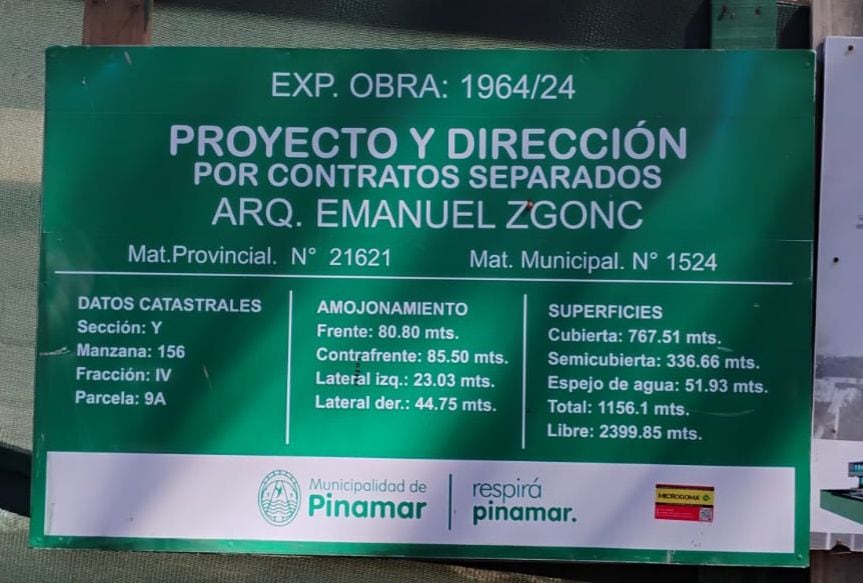 EXP. OBRA: 1964/24
PROYECTO Y DIRECCIÓN
POR CONTRATOS SEPARADOS
ARQ. EMANUEL ZGONC
Mat.Provincial. N° 21621
Mat. Municipal. N° 1524
DATOS CATASTRALES
Sección: Y
Manzana: 156
Fracción: IV
Parcela: 9A
AMOJONAMIENTO
Frente: 80.80 mts.
Contrafrente: 85.50 mts.
Lateral izq.: 23.03 mts.
Lateral der.: 44.75 mts.
SUPERFICIES
Cubierta: 767.51 mts.
Semicubierta: 336.66 mts.
Espejo de agua: 51.93 mts.
Total: 1156.1 mts.
Libre: 2399.85 mts.
Municipalidad de
Pinamar
respirá
pinamar.
MICROGOMA